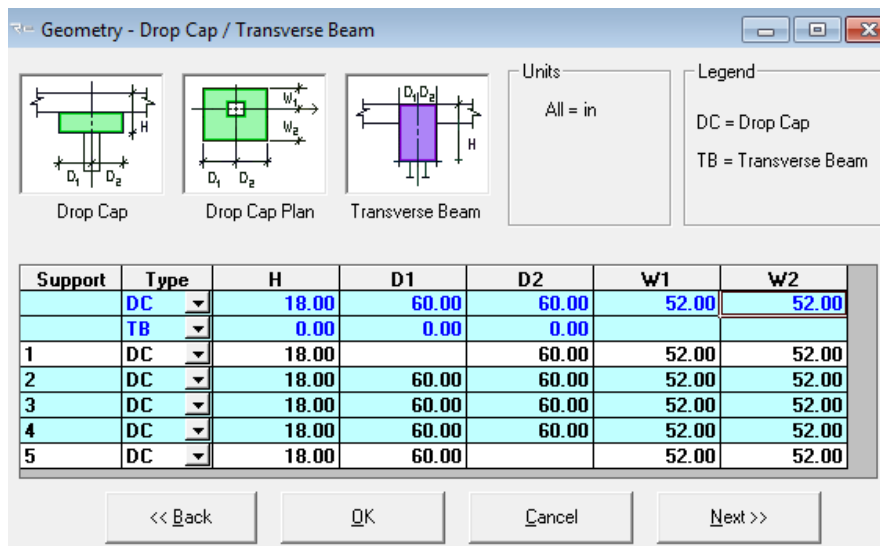 Geometry - Drop Cap / Transverse Beam
H
D1 D2
Drop Cap
W1
W2
D1 D2
Drop Cap Plan
D1 D2
H
Transverse Beam
Units
All = in
Legend
DC = Drop Cap
TB = Transverse Beam
Support Type H D1 D2 W1 W2
DC 18.00 60.00 60.00 52.00 52.00
TB 0.00 0.00 0.00
1 DC 18.00 60.00 52.00 52.00
2 DC 18.00 60.00 60.00 52.00 52.00
3 DC 18.00 60.00 60.00 52.00 52.00
4 DC 18.00 60.00 60.00 52.00 52.00
5 DC 18.00 60.00 52.00 52.00
<< Back OK Cancel Next >>